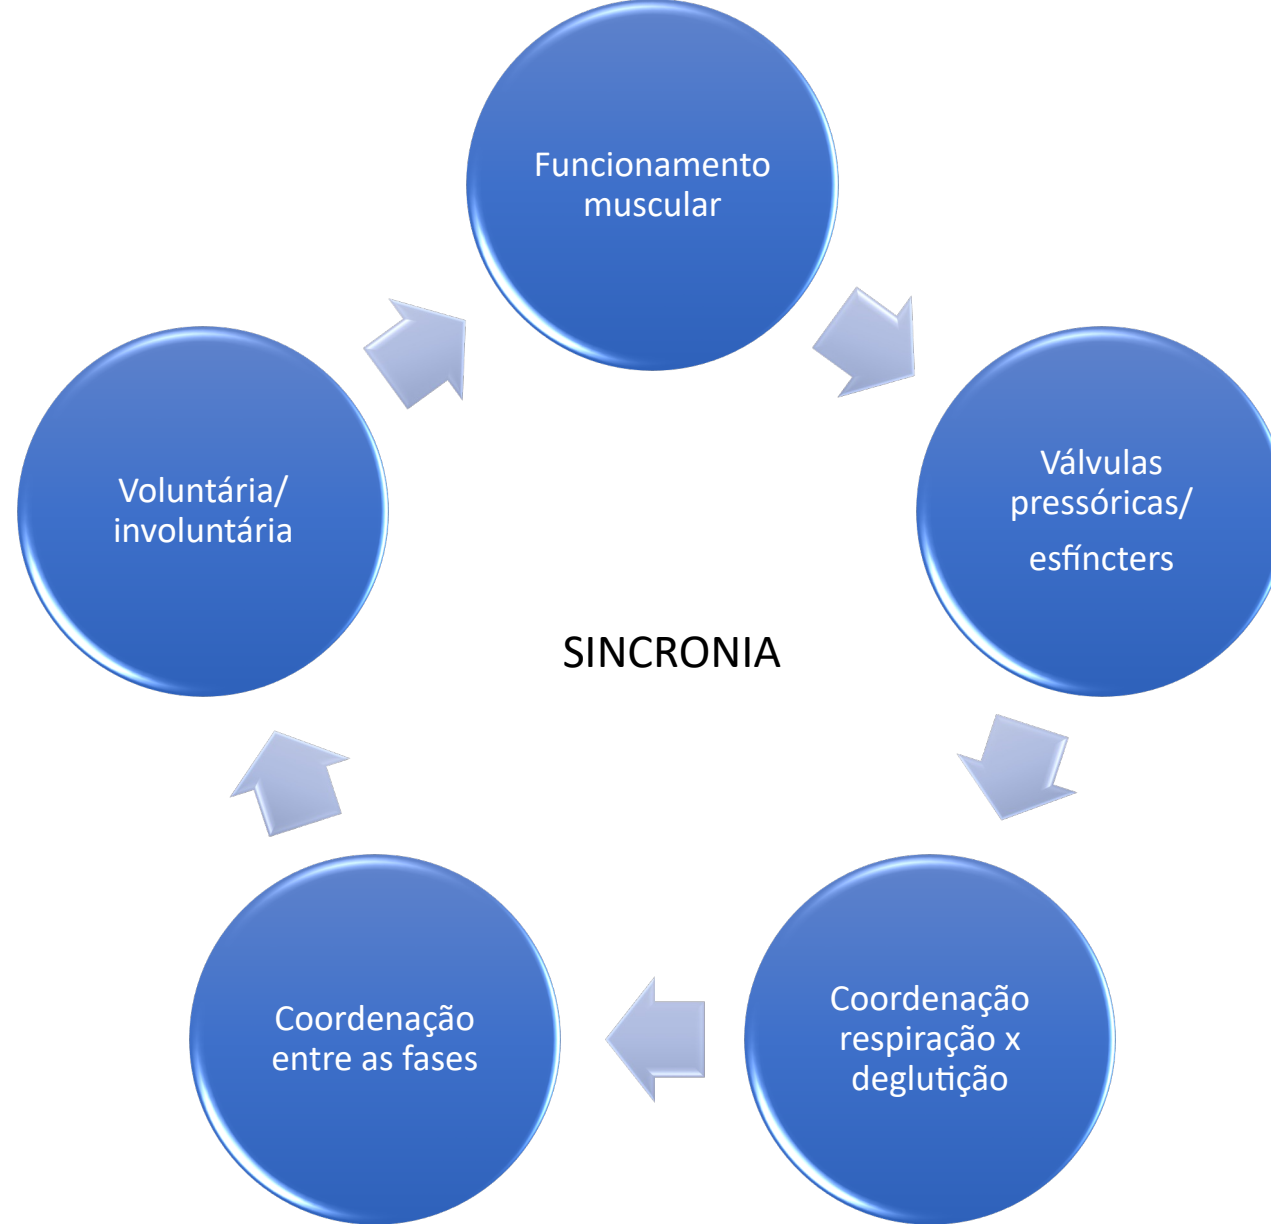 Funcionamento
muscular
Válvulas
pressóricas/
esfíncters
Coordenação
respiração x
deglutição
Coordenação
entre as fases
Voluntária/
involuntária
SINCRONIA